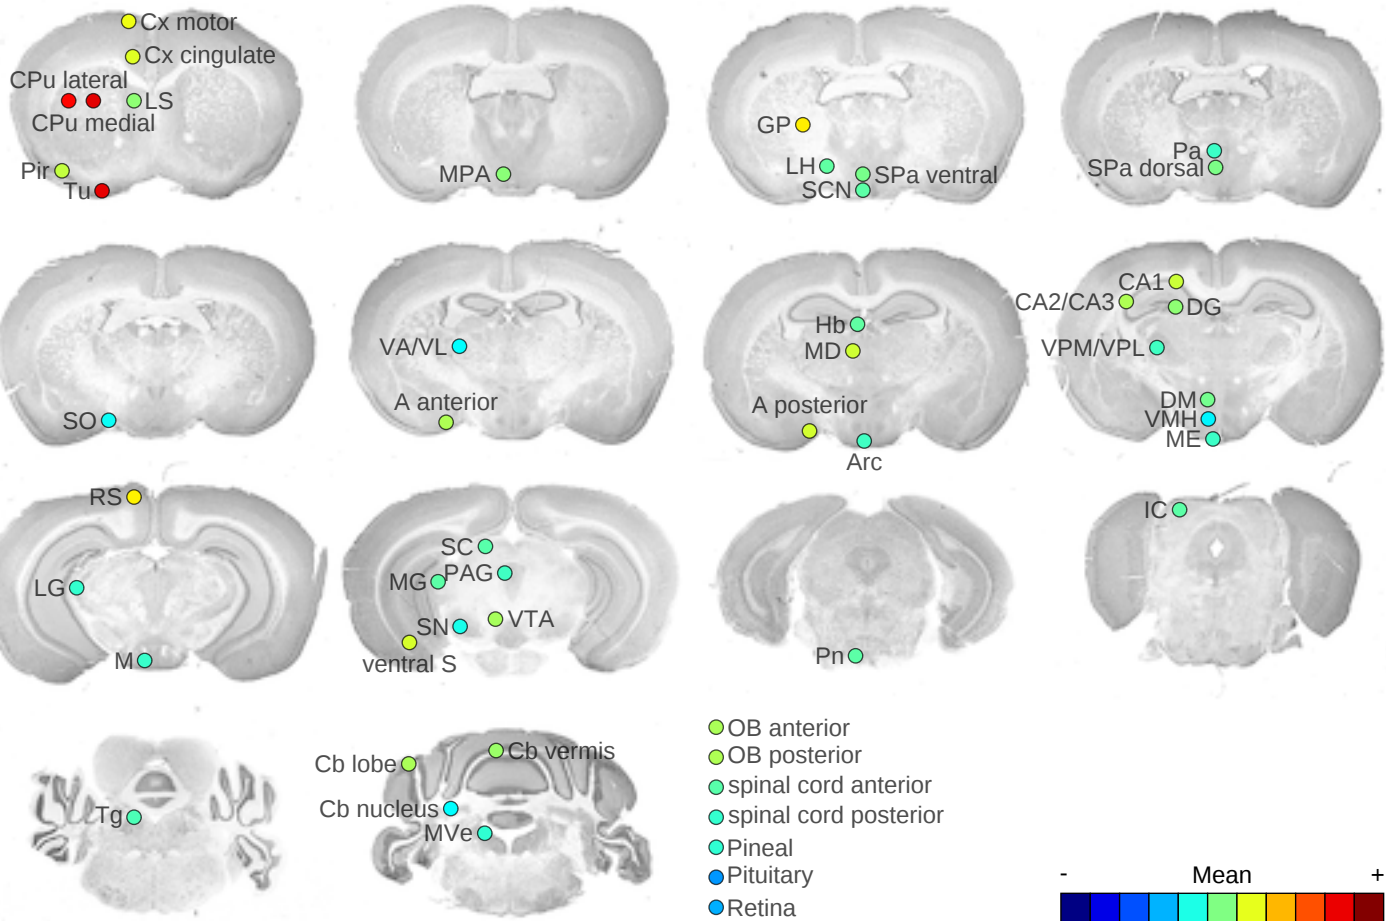 Cx motor
Cx cingulate
CPu lateral
LS
CPu medial
Pir
Tu
MPA
GP
LH
SPa ventral
SCN
Pa
SPa dorsal
SO
VA/VL
A anterior
Hb
MD
A posterior
Arc
CA1
CA2/CA3
DG
VPM/VPL
DM
VMH
ME
RS
LG
M
SC
MG
PAG
SN
VTA
ventral S
Pn
IC
Tg
Cb lobe
Cb vermis
Cb nucleus
MVe
OB anterior
OB posterior
spinal cord anterior
spinal cord posterior
Pineal
Pituitary
Retina
- Mean +